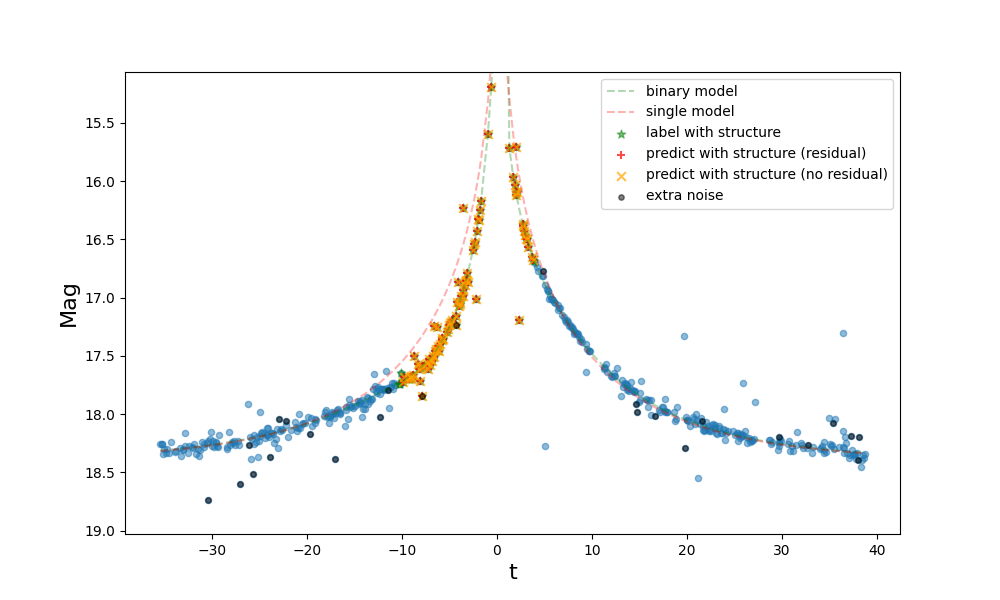 binary model
single model
label with structure
predict with structure (residual)
predict with structure (no residual)
extra noise
15.5
16.0
16.5
17.0
17.5
18.0
18.5
19.0
Mag
−30 −20 −10 0 10 20 30 40
t